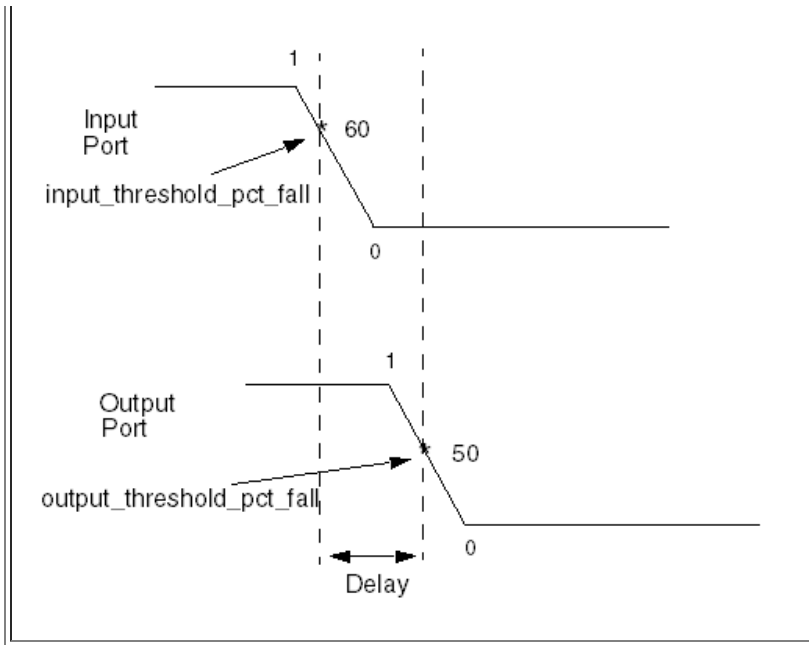 1
Input
Port
* 60
input_threshold_pct_fall
0
1
Output
Port
* 50
output_threshold_pct_fall
0
Delay